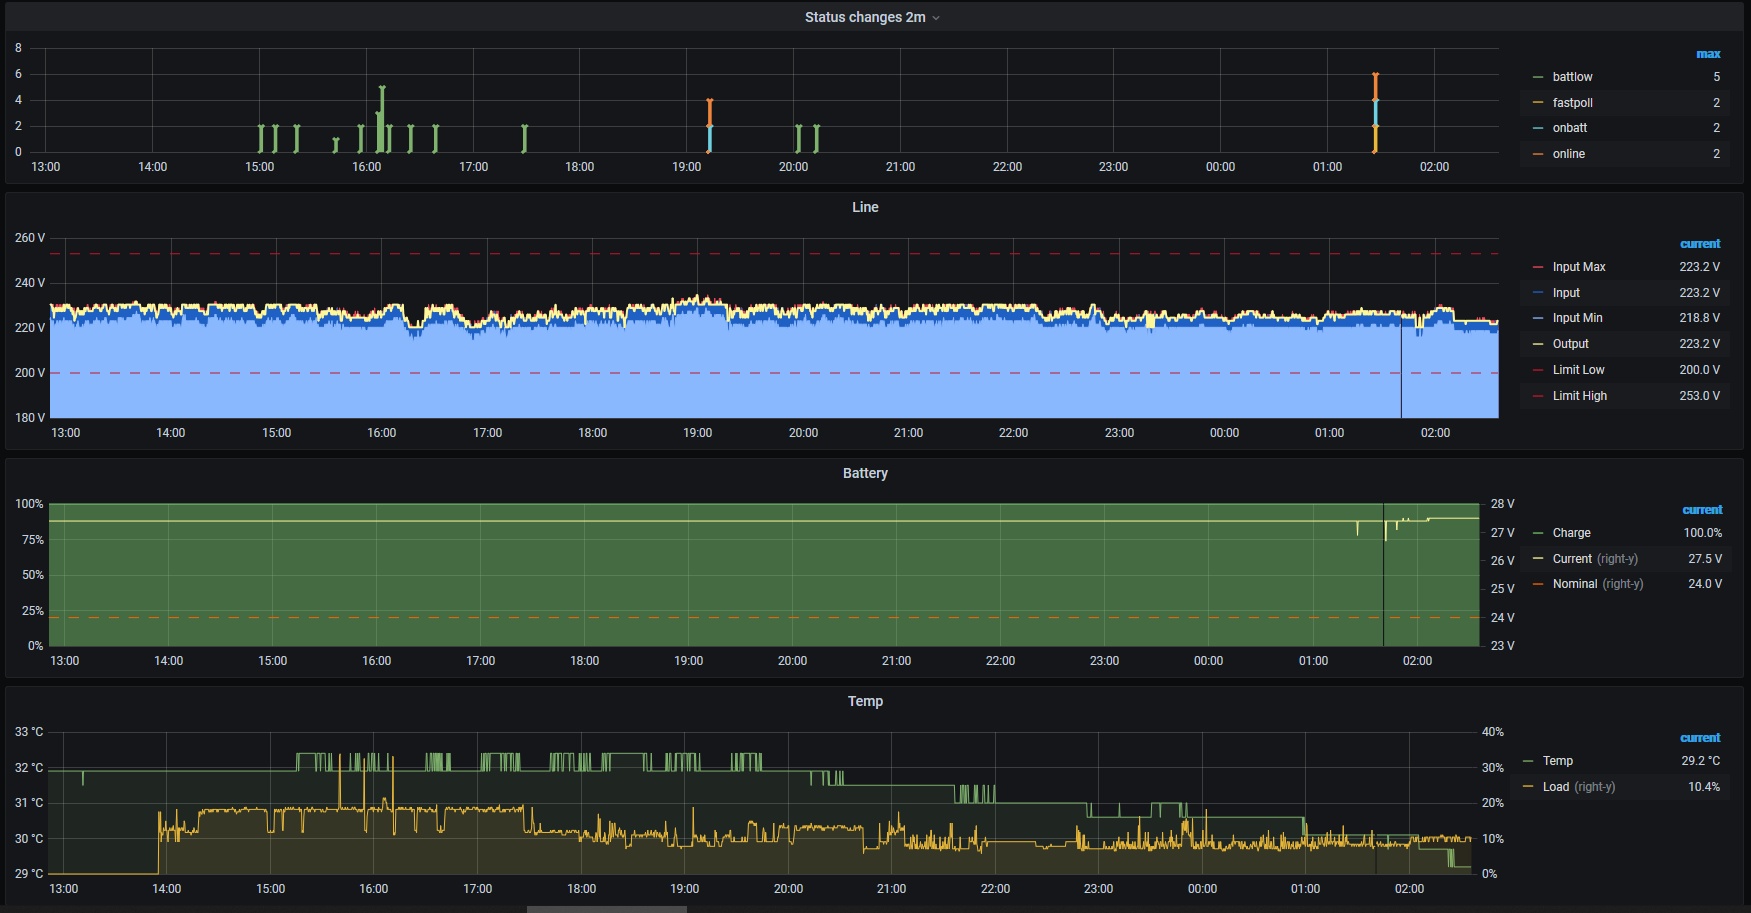 Status changes 2m
8
6
4
2
0
13:00 14:00 15:00 16:00 17:00 18:00 19:00 20:00 21:00 22:00 23:00 00:00 01:00 02:00
max
battlow 5
fastpoll 2
onbatt 2
online 2
Line
260 V
240 V
220 V
200 V
180 V
13:00 14:00 15:00 16:00 17:00 18:00 19:00 20:00 21:00 22:00 23:00 00:00 01:00 02:00
current
Input Max 223.2 V
Input 223.2 V
Input Min 218.8 V
Output 223.2 V
Limit Low 200.0 V
Limit High 253.0 V
Battery
100% 28 V
75% 27 V
50% 26 V
25% 25 V
0% 24 V
23 V
13:00 14:00 15:00 16:00 17:00 18:00 19:00 20:00 21:00 22:00 23:00 00:00 01:00 02:00
current
Charge 100.0%
Current (right-y) 27.5 V
Nominal (right-y) 24.0 V
Temp
33 °C 40%
32 °C 30%
31 °C 20%
30 °C 10%
29 °C 0%
13:00 14:00 15:00 16:00 17:00 18:00 19:00 20:00 21:00 22:00 23:00 00:00 01:00 02:00
current
Temp 29.2 °C
Load (right-y) 10.4%